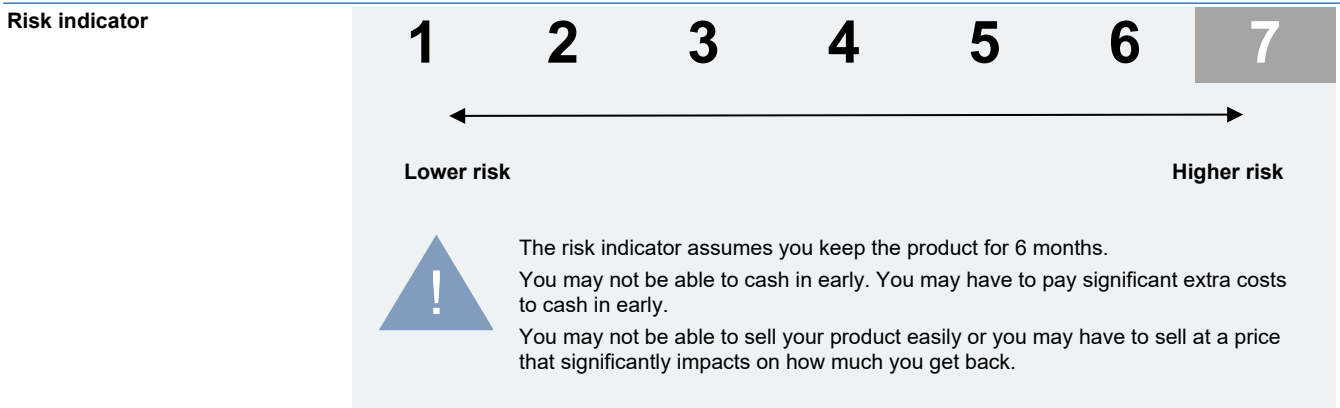 Risk indicator
1 2 3 4 5 6 7
Lower risk Higher risk
!
The risk indicator assumes you keep the product for 6 months.
You may not be able to cash in early. You may have to pay significant extra costs
to cash in early.
You may not be able to sell your product easily or you may have to sell at a price
that significantly impacts on how much you get back.